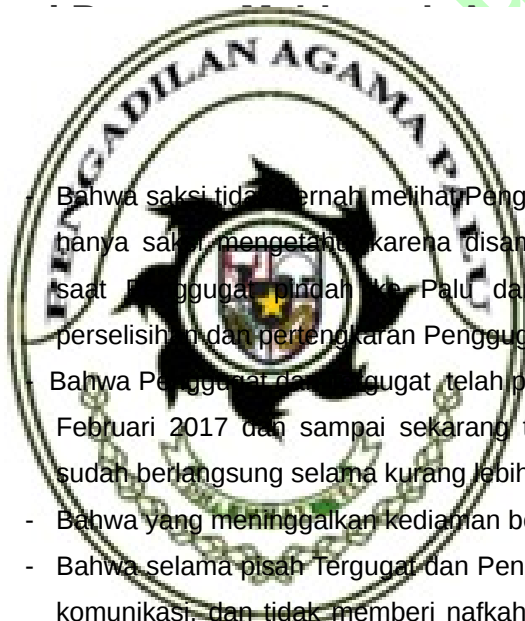 PENGADILAN AGAMA PALU
- Bahwa saksi tidak pernah melihat Peng
hanya saksi mengetahui karena disam
saat Penggugat pindah ke Palu da
perselisihan dan pertengkaran Penggug
- Bahwa Penggugat dan Tergugat telah p
Februari 2017 dan sampai sekarang t
sudah berlangsung selama kurang lebih
- Bahwa yang meninggalkan kediaman be
- Bahwa selama pisah Tergugat dan Pen
komunikasi, dan tidak memberi nafkah